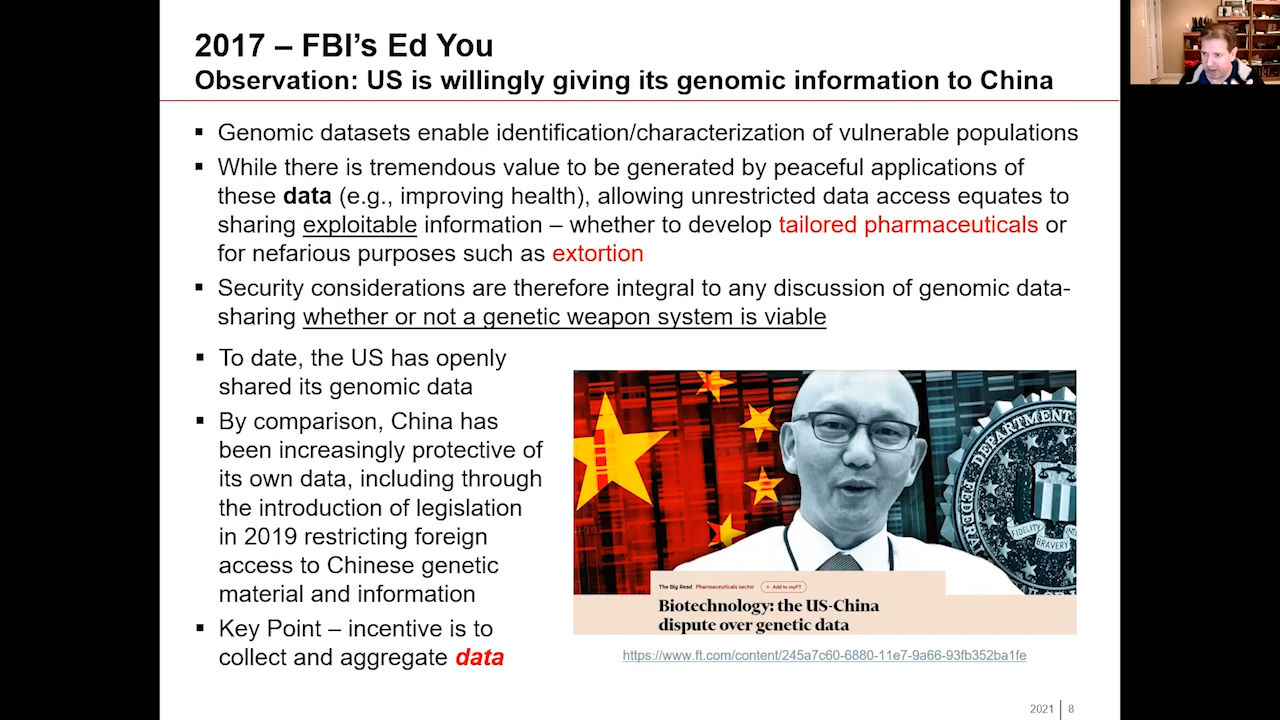 2017 – FBI's Ed You
Observation: US is willingly giving its genomic information to China
▪ Genomic datasets enable identification/characterization of vulnerable populations
▪ While there is tremendous value to be generated by peaceful applications of
these data (e.g., improving health), allowing unrestricted data access equates to
sharing exploitable information – whether to develop tailored pharmaceuticals or
for nefarious purposes such as extortion
▪ Security considerations are therefore integral to any discussion of genomic data-
sharing whether or not a genetic weapon system is viable
▪ To date, the US has openly
shared its genomic data
▪ By comparison, China has
been increasingly protective of
its own data, including through
the introduction of legislation
in 2019 restricting foreign
access to Chinese genetic
material and information
▪ Key Point – incentive is to
collect and aggregate data
DEPARTMENT
FEDERAL
FIDELITY
BRAVERY
The Big Read Pharmaceuticals sector + Add to myFT
Biotechnology: the US-China
dispute over genetic data
https://www.ft.com/content/245a7c60-6880-11e7-9a66-93fb352ba1fe
2021 | 8